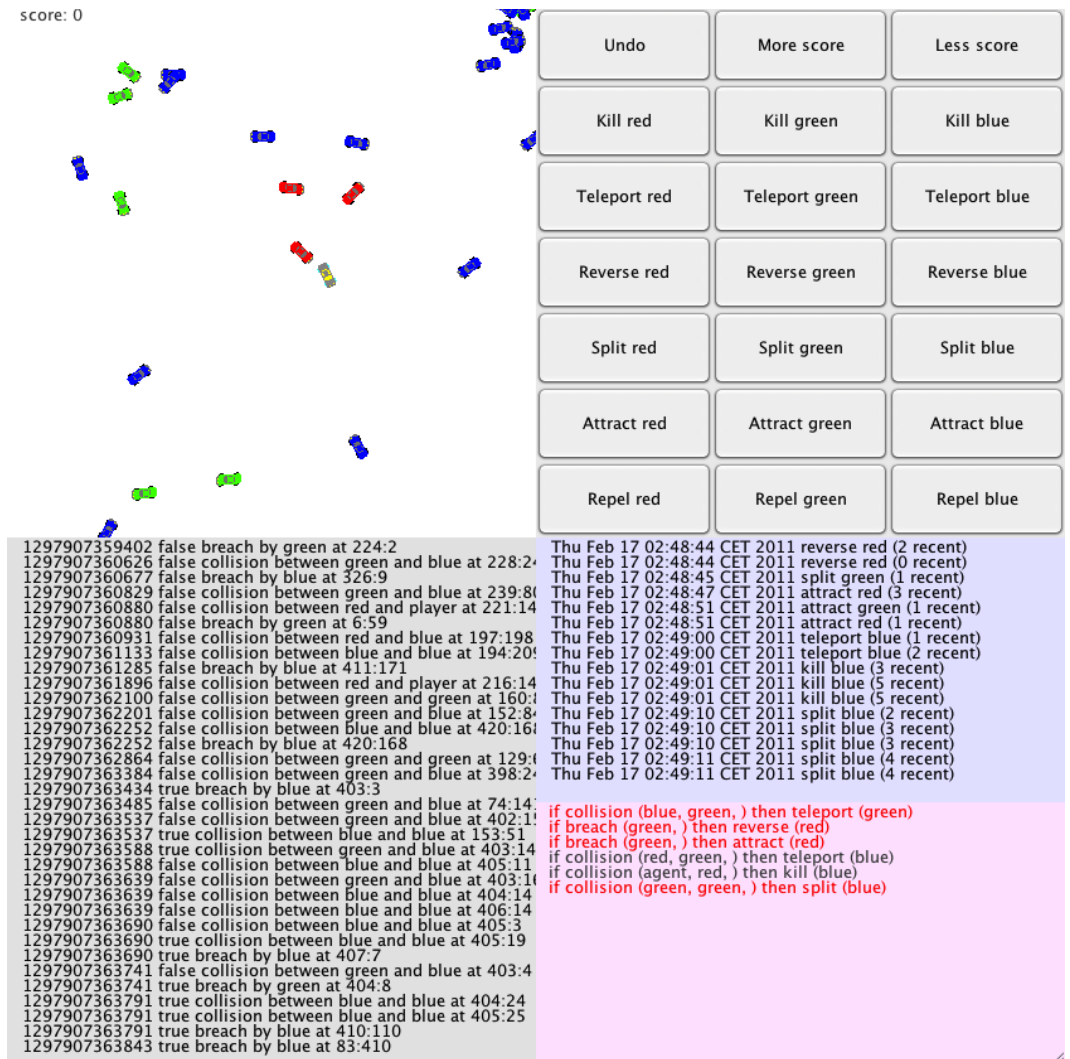 score: 0
Undo
More score
Less score
Kill red
Kill green
Kill blue
Teleport red
Teleport green
Teleport blue
Reverse red
Reverse green
Reverse blue
Split red
Split green
Split blue
Attract red
Attract green
Attract blue
Repel red
Repel green
Repel blue
1297907359402 false breach by green at 224:2
1297907360626 false collision between green and blue at 228:24
1297907360677 false breach by blue at 326:9
1297907360829 false collision between green and blue at 239:80
1297907360880 false collision between red and player at 221:14
1297907360880 false breach by green at 6:59
1297907360931 false collision between red and blue at 197:198
1297907361133 false collision between blue and blue at 194:209
1297907361285 false breach by blue at 411:171
1297907361896 false collision between red and player at 216:14
1297907362100 false collision between green and green at 160:8
1297907362201 false collision between green and blue at 152:84
1297907362252 false collision between blue and blue at 420:168
1297907362252 false breach by blue at 420:168
1297907362864 false collision between green and green at 129:6
1297907363384 false collision between green and blue at 398:24
1297907363434 true breach by blue at 403:3
1297907363485 false collision between green and blue at 74:141
1297907363537 false collision between green and blue at 402:15
1297907363537 true collision between blue and blue at 153:51
1297907363588 true collision between green and blue at 403:14
1297907363588 false collision between blue and blue at 405:11
1297907363639 false collision between green and blue at 403:16
1297907363639 false collision between blue and blue at 404:14
1297907363639 false collision between blue and blue at 406:14
1297907363690 false collision between blue and blue at 405:3
1297907363690 true collision between blue and blue at 405:19
1297907363690 true breach by blue at 407:7
1297907363741 false collision between green and blue at 403:4
1297907363741 true breach by green at 404:8
1297907363791 true collision between blue and blue at 404:24
1297907363791 true collision between blue and blue at 405:25
1297907363791 true breach by blue at 410:110
1297907363843 true breach by blue at 83:410
Thu Feb 17 02:48:44 CET 2011 reverse red (2 recent)
Thu Feb 17 02:48:44 CET 2011 reverse red (0 recent)
Thu Feb 17 02:48:45 CET 2011 split green (1 recent)
Thu Feb 17 02:48:47 CET 2011 attract red (3 recent)
Thu Feb 17 02:48:51 CET 2011 attract green (1 recent)
Thu Feb 17 02:48:51 CET 2011 attract red (1 recent)
Thu Feb 17 02:49:00 CET 2011 teleport blue (1 recent)
Thu Feb 17 02:49:00 CET 2011 teleport blue (2 recent)
Thu Feb 17 02:49:01 CET 2011 kill blue (3 recent)
Thu Feb 17 02:49:01 CET 2011 kill blue (5 recent)
Thu Feb 17 02:49:01 CET 2011 kill blue (5 recent)
Thu Feb 17 02:49:10 CET 2011 split blue (2 recent)
Thu Feb 17 02:49:10 CET 2011 split blue (3 recent)
Thu Feb 17 02:49:10 CET 2011 split blue (3 recent)
Thu Feb 17 02:49:11 CET 2011 split blue (4 recent)
Thu Feb 17 02:49:11 CET 2011 split blue (4 recent)
if collision (blue, green, ) then teleport (green)
if breach (green, ) then reverse (red)
if breach (green, ) then attract (red)
if collision (red, green, ) then teleport (blue)
if collision (agent, red, ) then kill (blue)
if collision (green, green, ) then split (blue)